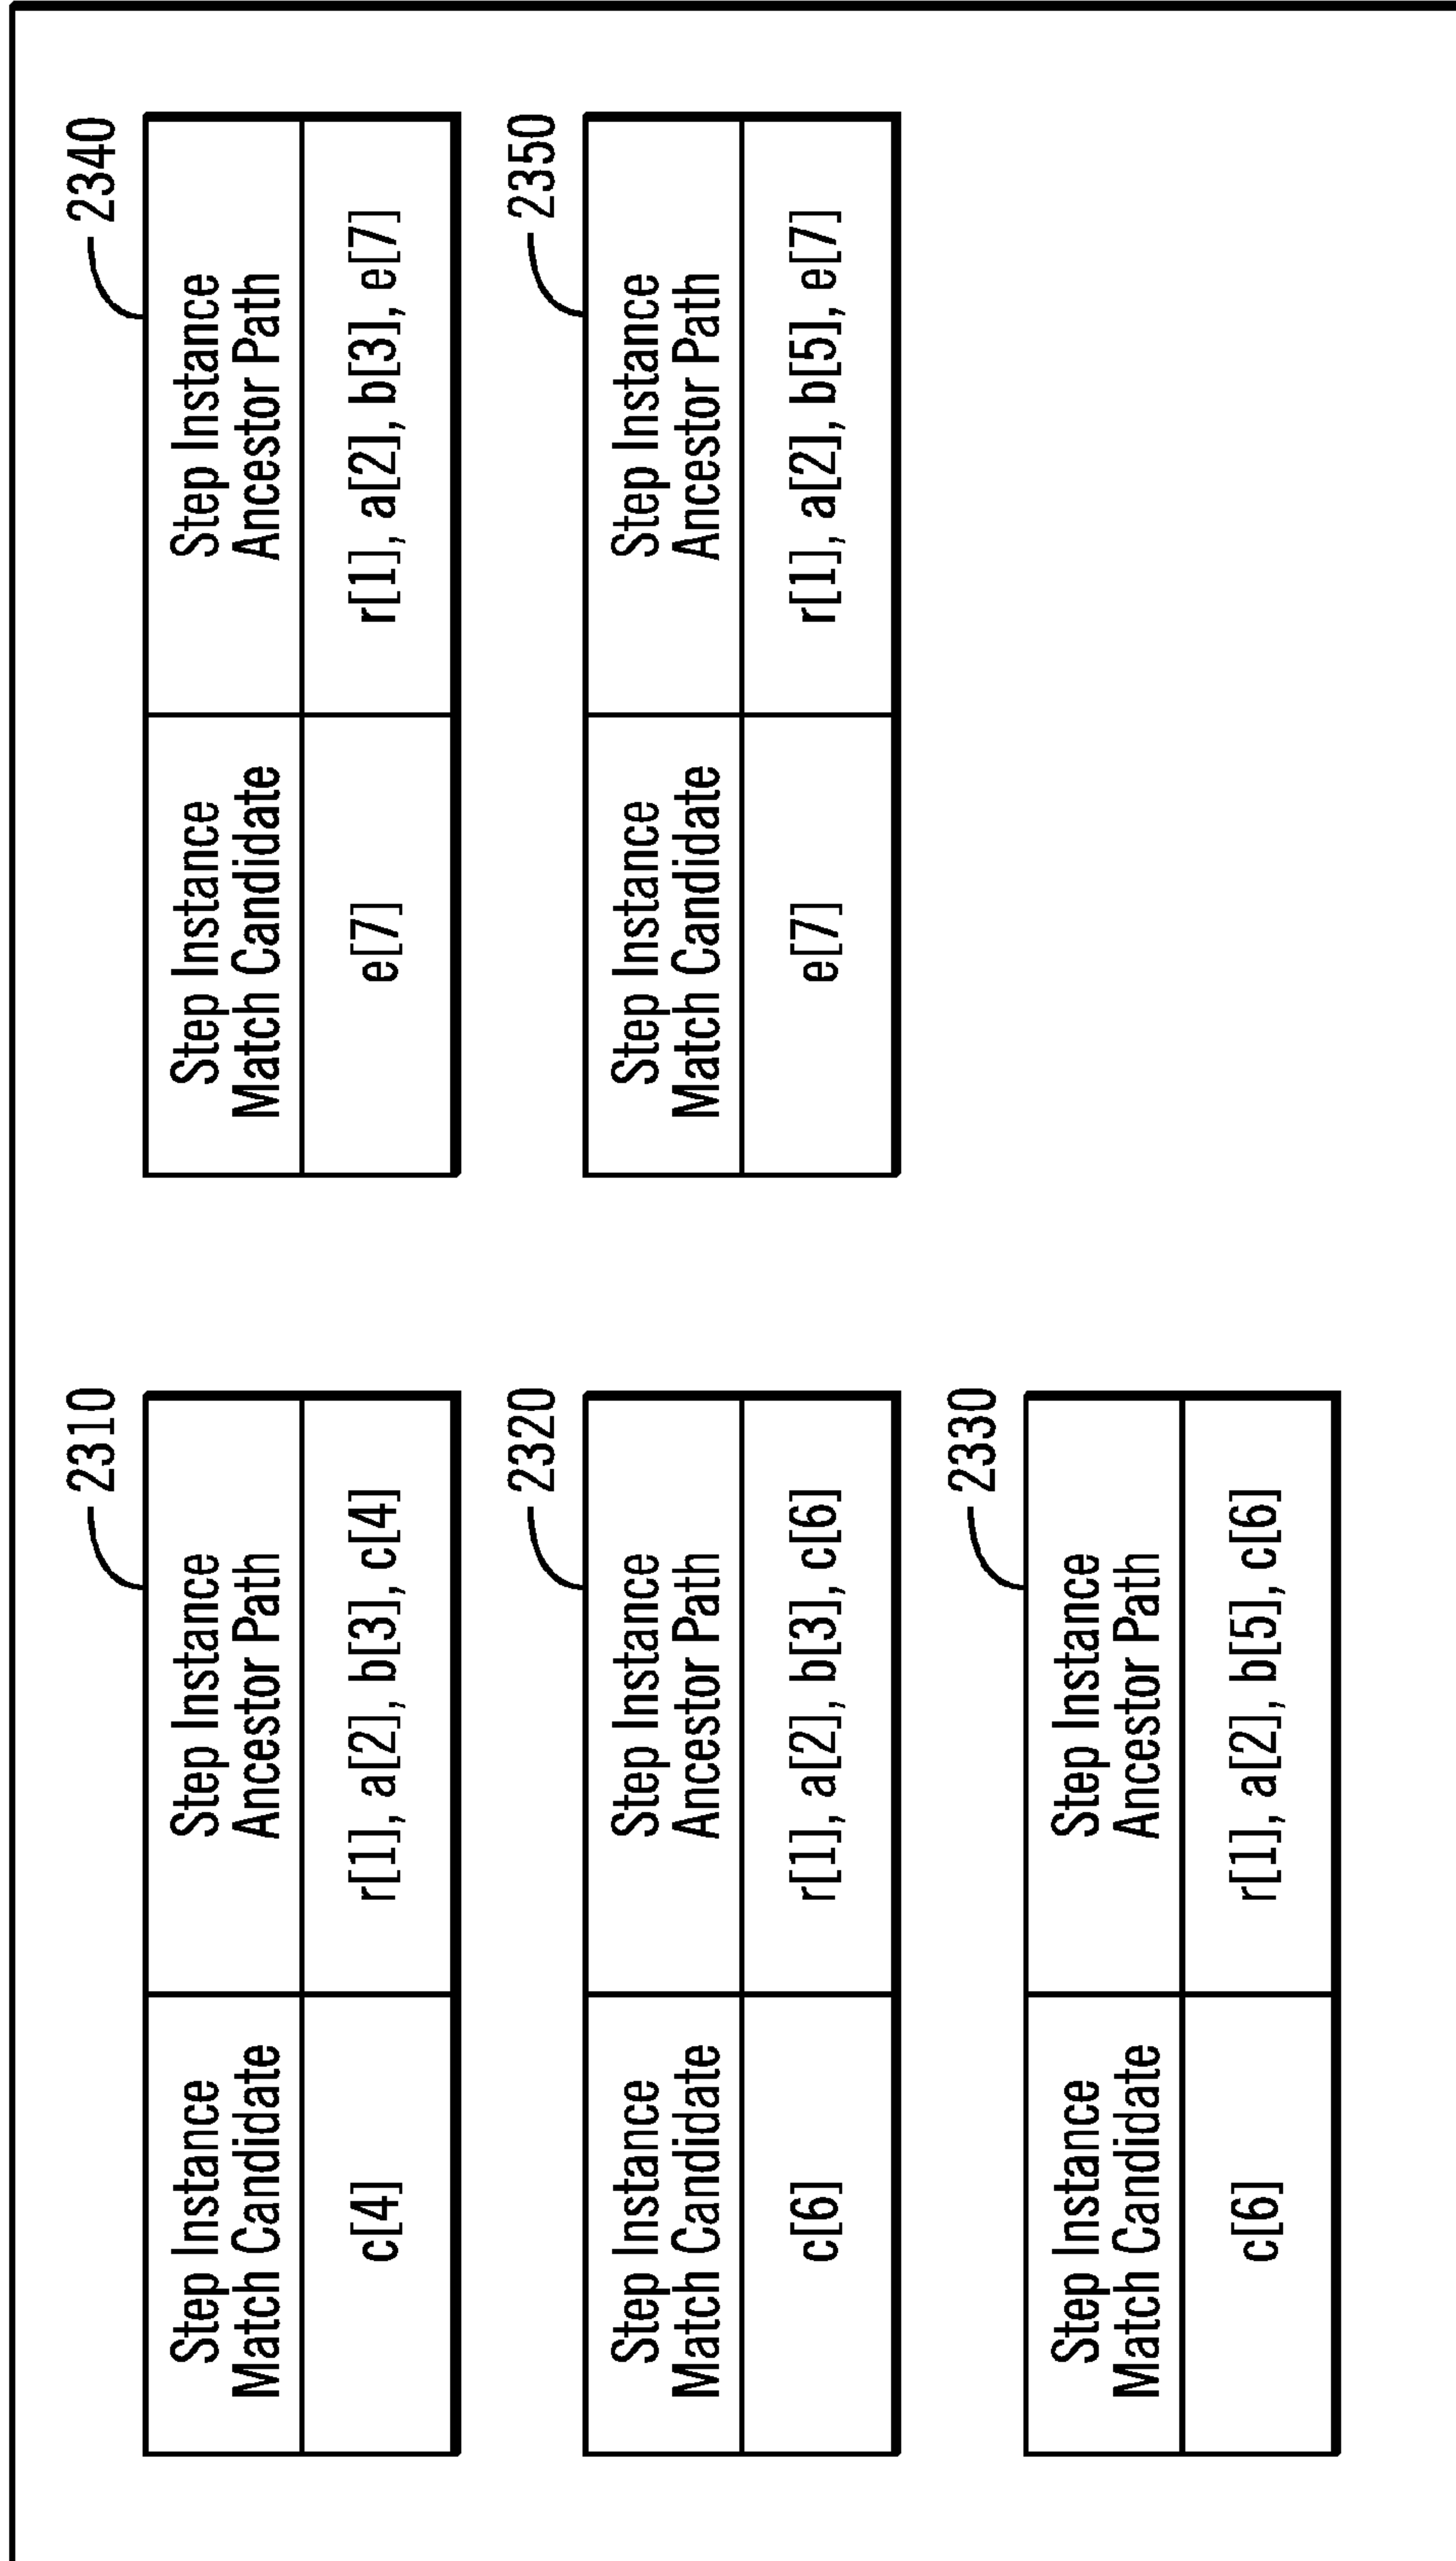 2310
Step Instance
Match Candidate
Step Instance
Ancestor Path
c[4]
r[1], a[2], b[3], c[4]
2320
Step Instance
Match Candidate
Step Instance
Ancestor Path
c[6]
r[1], a[2], b[3], c[6]
2330
Step Instance
Match Candidate
Step Instance
Ancestor Path
c[6]
r[1], a[2], b[5], c[6]
2340
Step Instance
Match Candidate
Step Instance
Ancestor Path
e[7]
r[1], a[2], b[3], e[7]
2350
Step Instance
Match Candidate
Step Instance
Ancestor Path
e[7]
r[1], a[2], b[5], e[7]